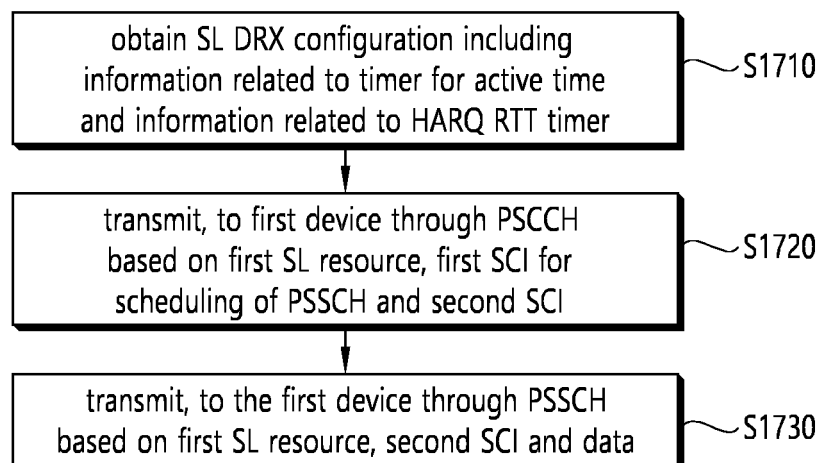 obtain SL DRX configuration including
information related to timer for active time
and information related to HARQ RTT timer
S1710
transmit, to first device through PSCCH
based on first SL resource, first SCI for
scheduling of PSSCH and second SCI
S1720
transmit, to the first device through PSSCH
based on first SL resource, second SCI and data
S1730